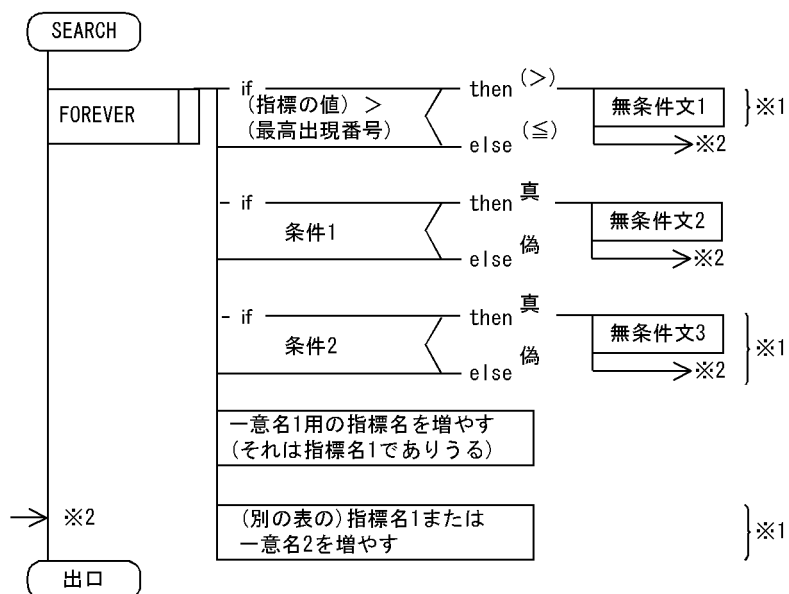 SEARCH
FOREVER
if
(指標の値) >
(最高出現番号)
then (>)
else (≦)
無条件文1
※1
※2
if
条件1
then 真
else 偽
無条件文2
※2
if
条件2
then 真
else 偽
無条件文3
※1
※2
一意名1用の指標名を増やす
(それは指標名1でありうる)
※2
(別の表の)指標名1または
一意名2を増やす
※1
出口